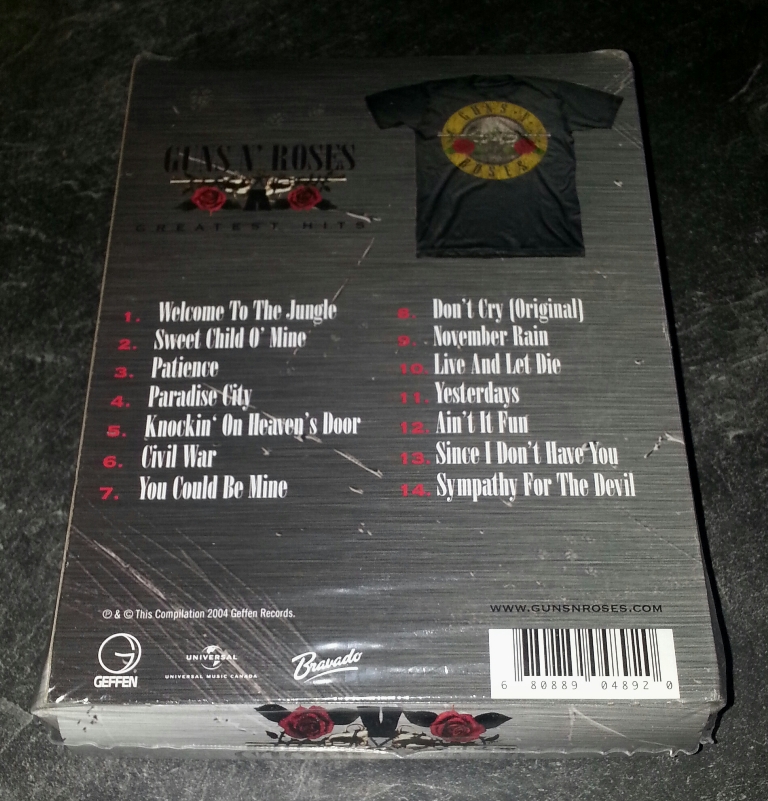 GUNS N' ROSES
GREATEST HITS
GUNS N'
ROSES
1. Welcome To The Jungle
2. Sweet Child O' Mine
3. Patience
4. Paradise City
5. Knockin' On Heaven's Door
6. Civil War
7. You Could Be Mine
8. Don't Cry (Original)
9. November Rain
10. Live And Let Die
11. Yesterdays
12. Ain't It Fun
13. Since I Don't Have You
14. Sympathy For The Devil
℗ & © This Compilation 2004 Geffen Records.
WWW.GUNSNROSES.COM
GEFFEN
UNIVERSAL
UNIVERSAL MUSIC CANADA
Bravado
6 80889 04892 0